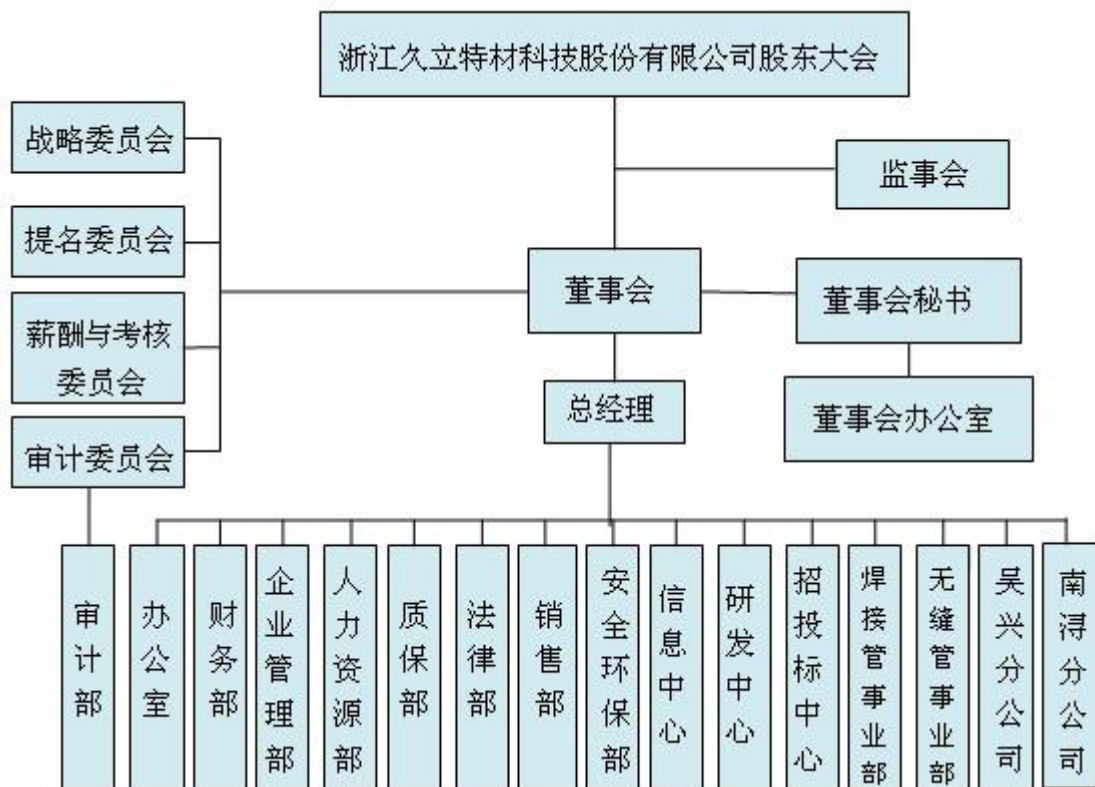 浙江久立特材科技股份有限公司股东大会
战略委员会
监事会
提名委员会
董事会
董事会秘书
薪酬与考核
委员会
总经理
董事会办公室
审计委员会
审计部
办公室
财务部
企业管理部
人力资源部
质保部
法律部
销售部
安全环保部
信息中心
研发中心
招投标中心
焊接管事业部
无缝管事业部
吴兴分公司
南浔分公司